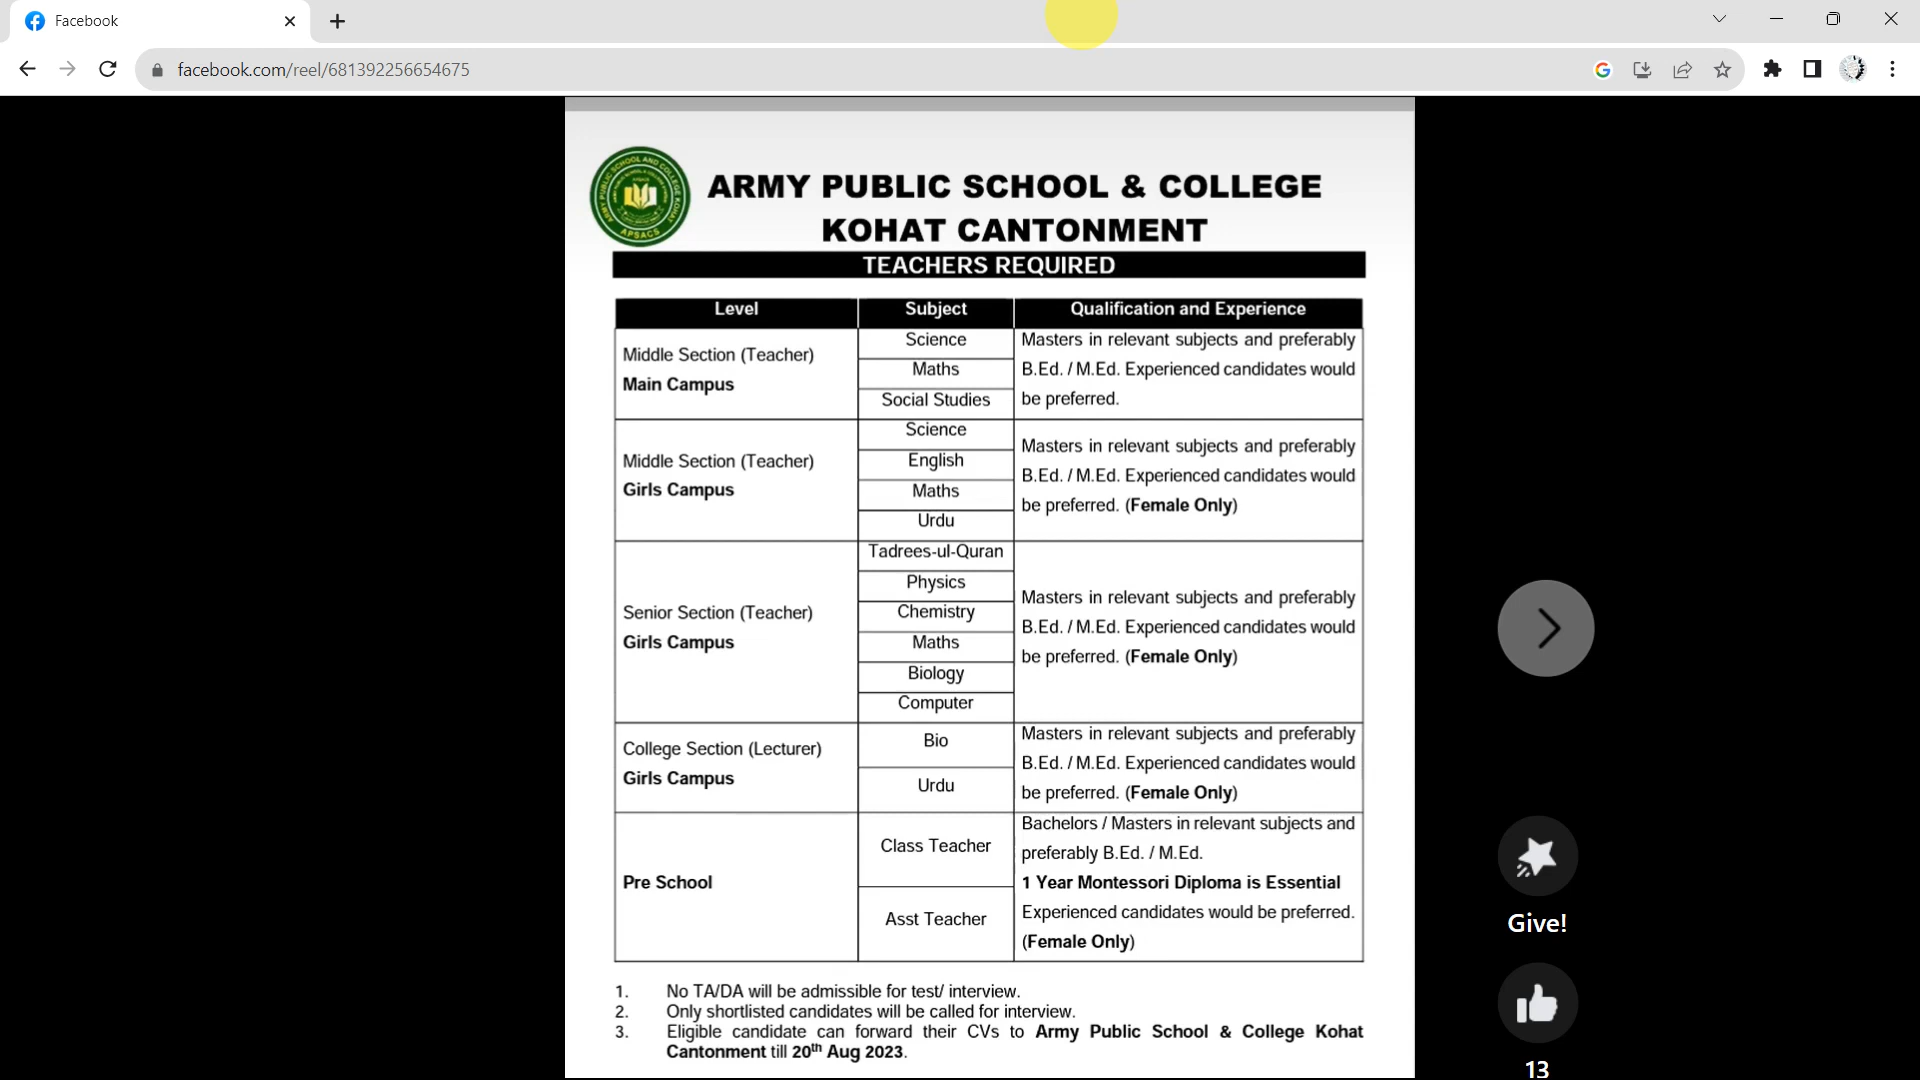 Facebook
facebook.com/reel/681392256654675
ARMY PUBLIC SCHOOL AND COLLEGE KOHAT
APSACS
ARMY PUBLIC SCHOOL & COLLEGE
KOHAT CANTONMENT
TEACHERS REQUIRED
Level Subject Qualification and Experience
Middle Section (Teacher)
Main Campus
Science
Maths
Social Studies
Masters in relevant subjects and preferably
B.Ed. / M.Ed. Experienced candidates would
be preferred.
Middle Section (Teacher)
Girls Campus
Science
English
Maths
Urdu
Masters in relevant subjects and preferably
B.Ed. / M.Ed. Experienced candidates would
be preferred. (Female Only)
Senior Section (Teacher)
Girls Campus
Tadrees-ul-Quran
Physics
Chemistry
Maths
Biology
Computer
Masters in relevant subjects and preferably
B.Ed. / M.Ed. Experienced candidates would
be preferred. (Female Only)
College Section (Lecturer)
Girls Campus
Bio
Urdu
Masters in relevant subjects and preferably
B.Ed. / M.Ed. Experienced candidates would
be preferred. (Female Only)
Pre School
Class Teacher
Asst Teacher
Bachelors / Masters in relevant subjects and
preferably B.Ed. / M.Ed.
1 Year Montessori Diploma is Essential
Experienced candidates would be preferred.
(Female Only)
1. No TA/DA will be admissible for test/ interview.
2. Only shortlisted candidates will be called for interview.
3. Eligible candidate can forward their CVs to Army Public School & College Kohat
Cantonment till 20th Aug 2023.
Give!
13